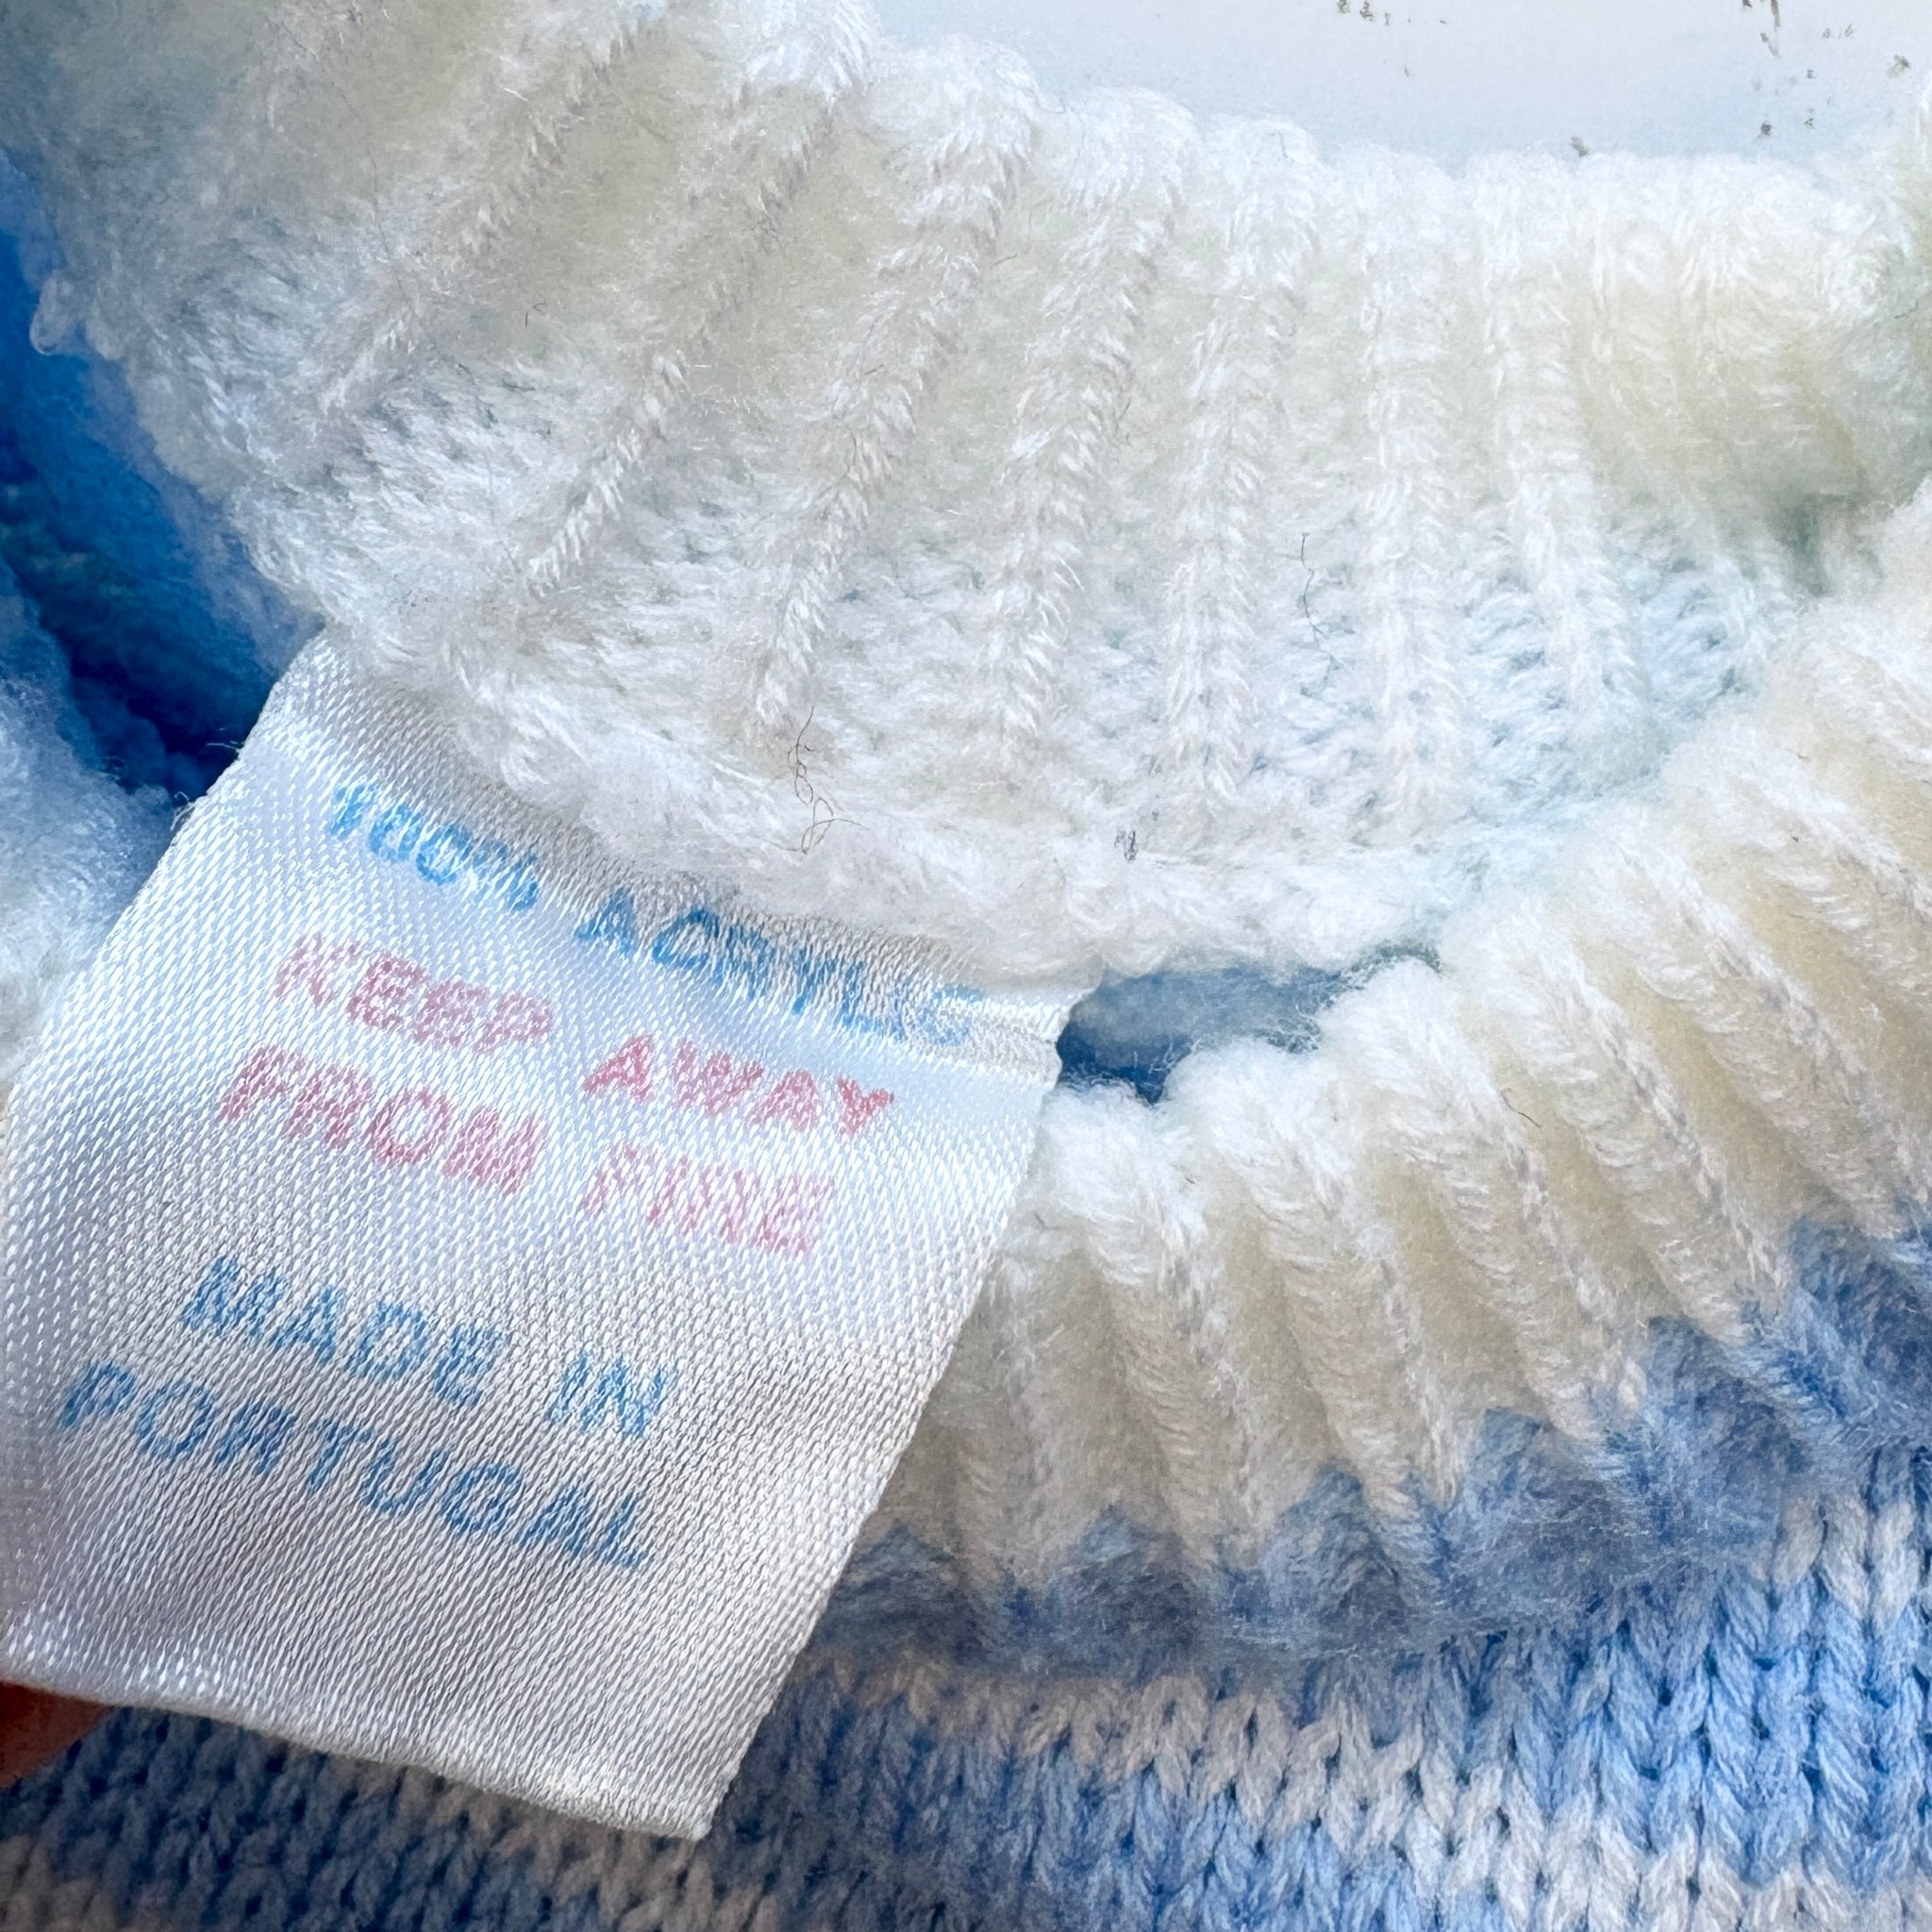 100% ACRYLIC
KEEP AWAY
FROM FIRE
MADE IN
PORTUGAL